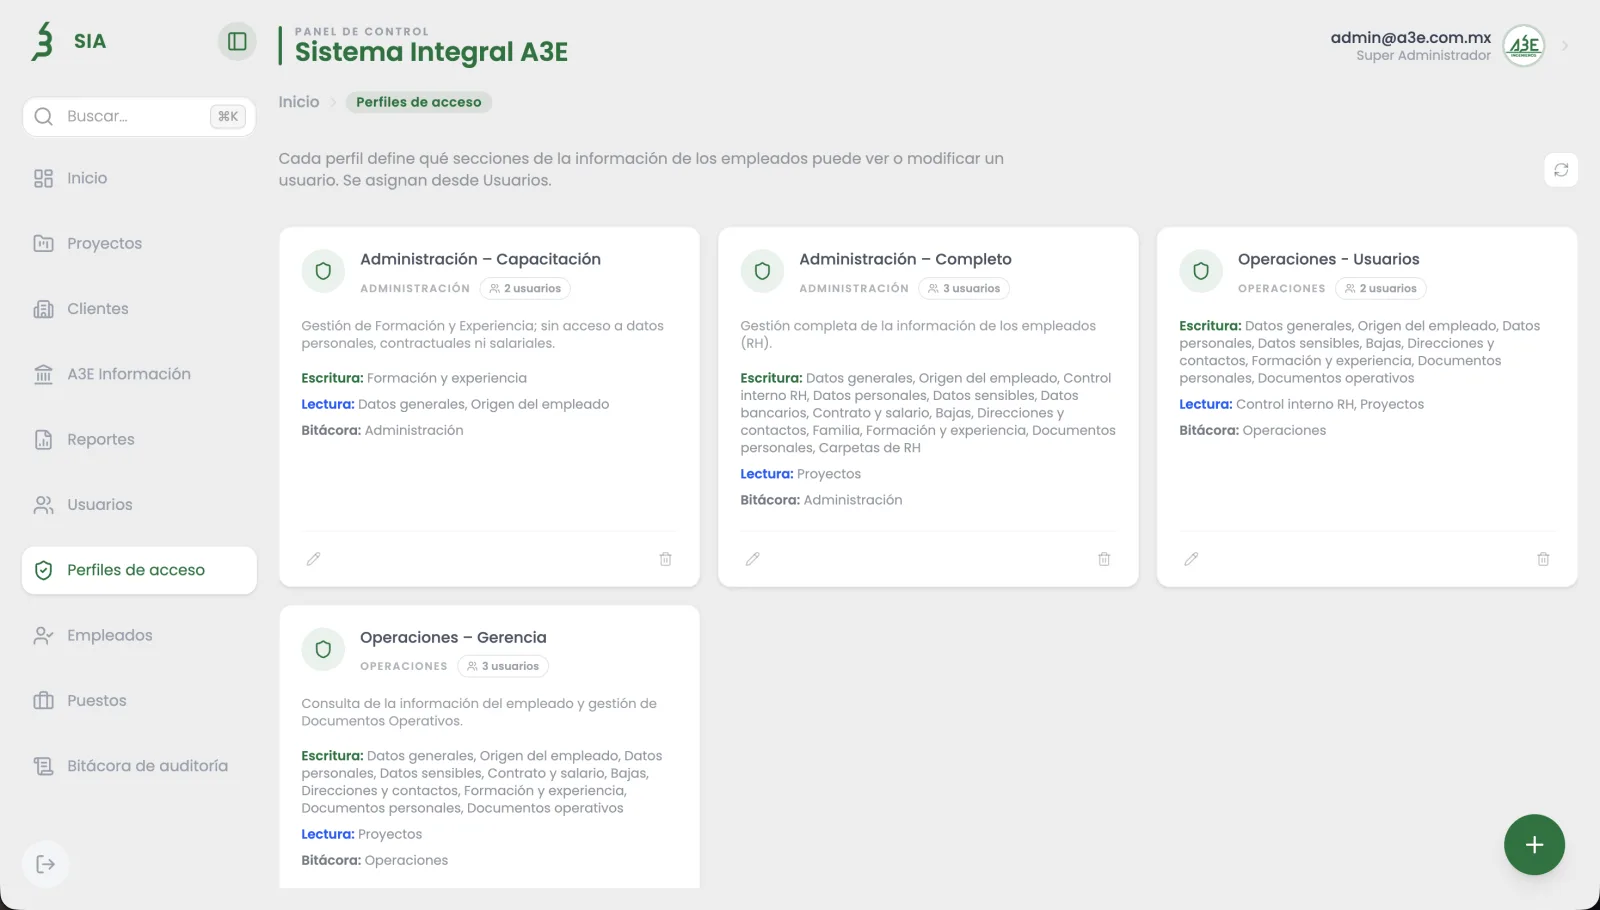 SIA
PANEL DE CONTROL
Sistema Integral A3E
admin@a3e.com.mx
Super Administrador
A3E
Buscar...
⌘K
Inicio
Perfiles de acceso
Cada perfil define qué secciones de la información de los empleados puede ver o modificar un
usuario. Se asignan desde Usuarios.
Inicio
Proyectos
Clientes
A3E Información
Reportes
Usuarios
Perfiles de acceso
Empleados
Puestos
Bitácora de auditoría
Administración – Capacitación
ADMINISTRACIÓN
2 usuarios
Gestión de Formación y Experiencia; sin acceso a datos
personales, contractuales ni salariales.
Escritura: Formación y experiencia
Lectura: Datos generales, Origen del empleado
Bitácora: Administración
Administración – Completo
ADMINISTRACIÓN
3 usuarios
Gestión completa de la información de los empleados
(RH).
Escritura: Datos generales, Origen del empleado, Control
interno RH, Datos personales, Datos sensibles, Datos
bancarios, Contrato y salario, Bajas, Direcciones y
contactos, Familia, Formación y experiencia, Documentos
personales, Carpetas de RH
Lectura: Proyectos
Bitácora: Administración
Operaciones - Usuarios
OPERACIONES
2 usuarios
Escritura: Datos generales, Origen del empleado, Datos
personales, Datos sensibles, Bajas, Direcciones y
contactos, Formación y experiencia, Documentos
personales, Documentos operativos
Lectura: Control interno RH, Proyectos
Bitácora: Operaciones
Operaciones – Gerencia
OPERACIONES
3 usuarios
Consulta de la información del empleado y gestión de
Documentos Operativos.
Escritura: Datos generales, Origen del empleado, Datos
personales, Datos sensibles, Contrato y salario, Bajas,
Direcciones y contactos, Formación y experiencia,
Documentos personales, Documentos operativos
Lectura: Proyectos
Bitácora: Operaciones